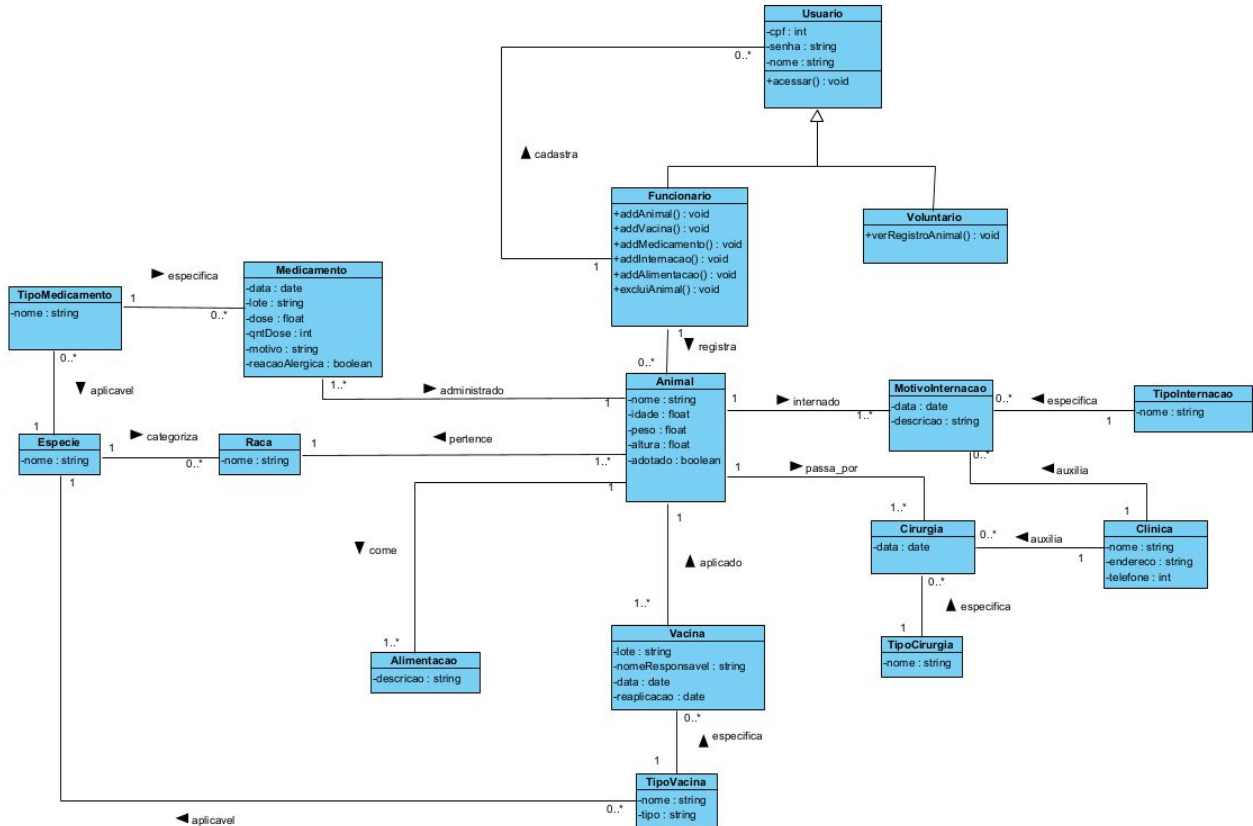 Usuario
-cpf : int
-senha : string
-nome : string
+acessar() : void
0..*
cadastra
Funcionario
+addAnimal() : void
+addVacina() : void
+addMedicamento() : void
+addInternacao() : void
+addAlimentacao() : void
+excluiAnimal() : void
1
Voluntario
+verRegistroAnimal() : void
1
registra
0..*
TipoMedicamento
-nome : string
especifica
1
0..*
Medicamento
-data : date
-lote : string
-dose : float
-qntDose : int
-motivo : string
-reacaoAlergica : boolean
0..*
aplicavel
1
1..*
administrado
1
Animal
-nome : string
-idade : float
-peso : float
-altura : float
-adotado : boolean
1
internado
1..*
MotivoInternacao
-data : date
-descricao : string
0..*
especifica
1
TipoInternacao
-nome : string
Especie
-nome : string
1
categoriza
0..*
Raca
-nome : string
1
pertence
1..*
1
passa_por
1..*
0..*
auxilia
1
Cirurgia
-data : date
0..*
auxilia
1
Clinica
-nome : string
-endereco : string
-telefone : int
1
come
1..*
Alimentacao
-descricao : string
1
aplicado
1..*
Vacina
-lote : string
-nomeResponsavel : string
-data : date
-reaplicacao : date
0..*
especifica
1
TipoCirurgia
-nome : string
0..*
especifica
1
TipoVacina
-nome : string
-tipo : string
1
0..*
aplicavel